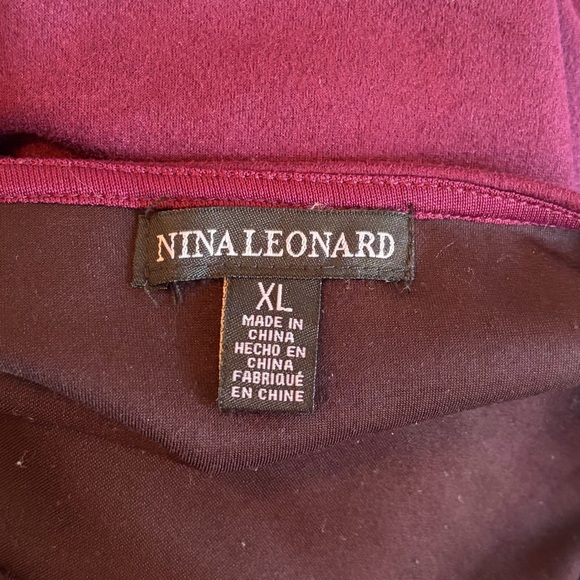 NINA LEONARD
XL
MADE IN
CHINA
HECHO EN
CHINA
FABRIQUÉ
EN CHINE